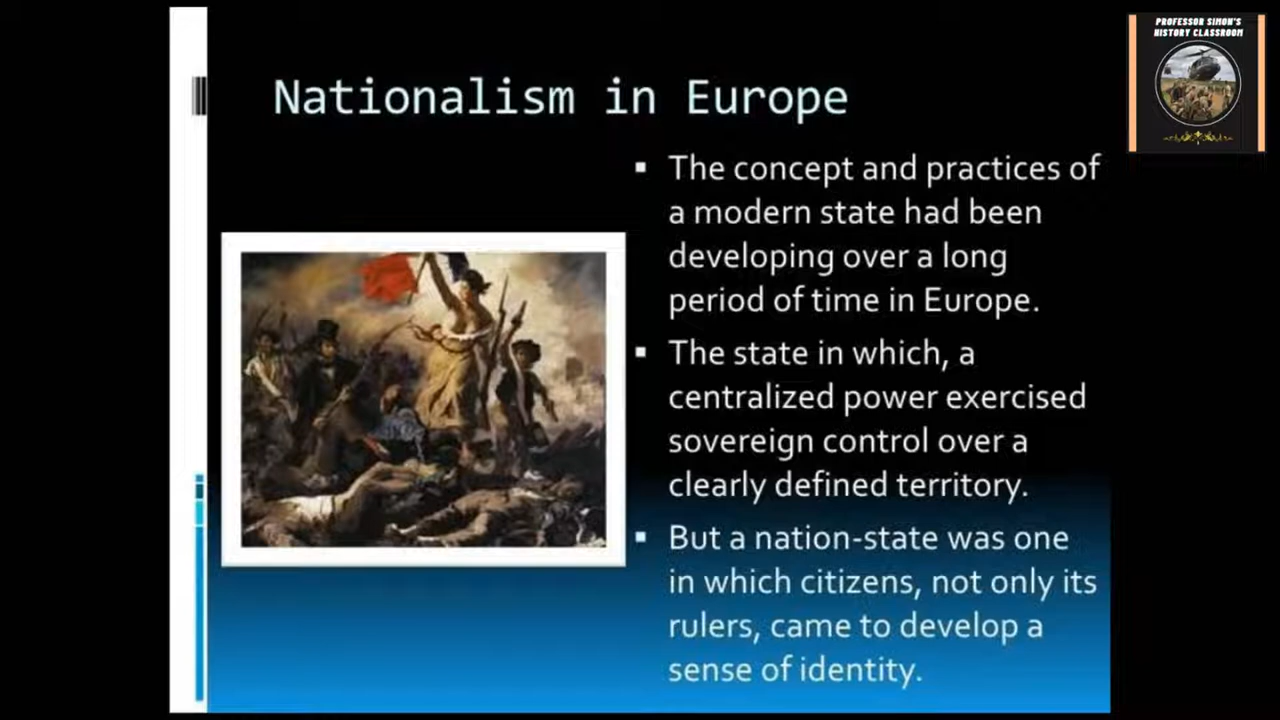 Nationalism in Europe
PROFESSOR SIMON'S
HISTORY CLASSROOM
▪ The concept and practices of
a modern state had been
developing over a long
period of time in Europe.
▪ The state in which, a
centralized power exercised
sovereign control over a
clearly defined territory.
▪ But a nation-state was one
in which citizens, not only its
rulers, came to develop a
sense of identity.